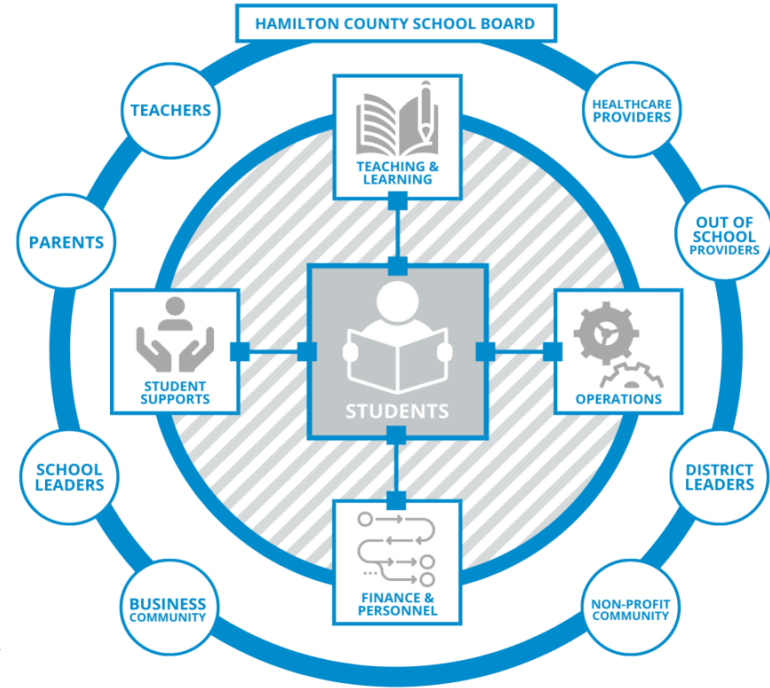 HAMILTON COUNTY SCHOOL BOARD
TEACHERS
HEALTHCARE
PROVIDERS
TEACHING &
LEARNING
PARENTS
OUT OF
SCHOOL
PROVIDERS
STUDENT
SUPPORTS
STUDENTS
OPERATIONS
SCHOOL
LEADERS
DISTRICT
LEADERS
FINANCE &
PERSONNEL
BUSINESS
COMMUNITY
NON-PROFIT
COMMUNITY